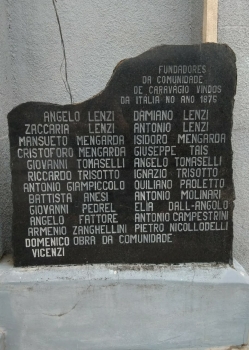 FUNDADORES
DA COMUNIDADE
DE CARAVAGIO VINDOS
DA ITALIA NO ANO 1876
ANGELO LENZI DAMIANO LENZI
ZACCARIA LENZI ANTONIO LENZI
MANSUETO MENGARDA ISIDORO MENGARDA
CRISTOFORO MENGARDA GIUSEPPE TAIS
GIOVANNI TOMASELLI ANGELO TOMASELLI
RICCARDO TRISOTTO IGNAZIO TRISOTTO
ANTONIO GIAMPICCOLO QUILIANO PAOLETTO
BATTISTA ANESI ANTONIO MOLINARI
GIOVANNI PEDREL ELIA DALL-ANGOLO
ANGELO FATTORE ANTONIO CAMPESTRINI
ARMENIO ZANGHELLINI PIETRO NICOLLODELLI
DOMENICO OBRA DA COMUNIDADE
VICENZI